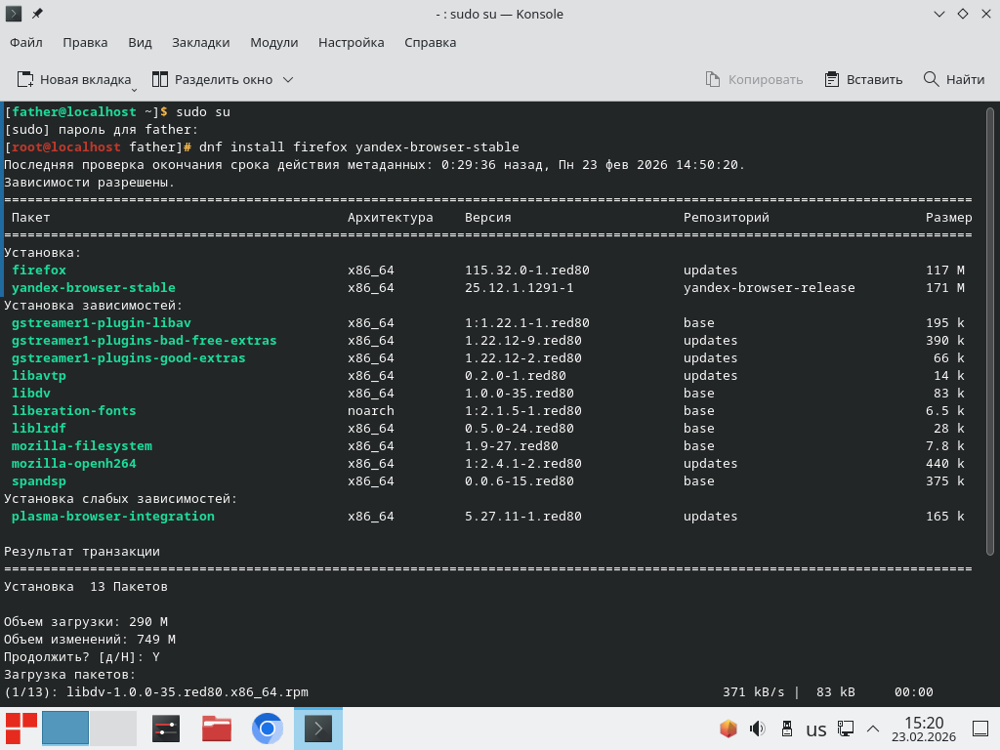 - : sudo su — Konsole
Файл Правка Вид Закладки Модули Настройка Справка
Новая вкладка Разделить окно Копировать Вставить Найти
[father@localhost ~]$ sudo su
[sudo] пароль для father:
[root@localhost father]# dnf install firefox yandex-browser-stable
Последняя проверка окончания срока действия метаданных: 0:29:36 назад, Пн 23 фев 2026 14:50:20.
Зависимости разрешены.
============================================================================================================================
Пакет Архитектура Версия Репозиторий Размер
============================================================================================================================
Установка:
firefox x86_64 115.32.0-1.red80 updates 117 M
yandex-browser-stable x86_64 25.12.1.1291-1 yandex-browser-release 171 M
Установка зависимостей:
gstreamer1-plugin-libav x86_64 1:1.22.1-1.red80 base 195 k
gstreamer1-plugins-bad-free-extras x86_64 1.22.12-9.red80 updates 390 k
gstreamer1-plugins-good-extras x86_64 1.22.12-2.red80 updates 66 k
libavtp x86_64 0.2.0-1.red80 updates 14 k
libdv x86_64 1.0.0-35.red80 base 83 k
liberation-fonts noarch 1:2.1.5-1.red80 base 6.5 k
liblrdf x86_64 0.5.0-24.red80 base 28 k
mozilla-filesystem x86_64 1.9-27.red80 base 7.8 k
mozilla-openh264 x86_64 1:2.4.1-2.red80 updates 440 k
spandsp x86_64 0.0.6-15.red80 base 375 k
Установка слабых зависимостей:
plasma-browser-integration x86_64 5.27.11-1.red80 updates 165 k
Результат транзакции
============================================================================================================================
Установка 13 Пакетов
Объем загрузки: 290 M
Объем изменений: 749 M
Продолжить? [д/Н]: Y
Загрузка пакетов:
(1/13): libdv-1.0.0-35.red80.x86_64.rpm 371 kB/s | 83 kB 00:00
us 15:20
23.02.2026